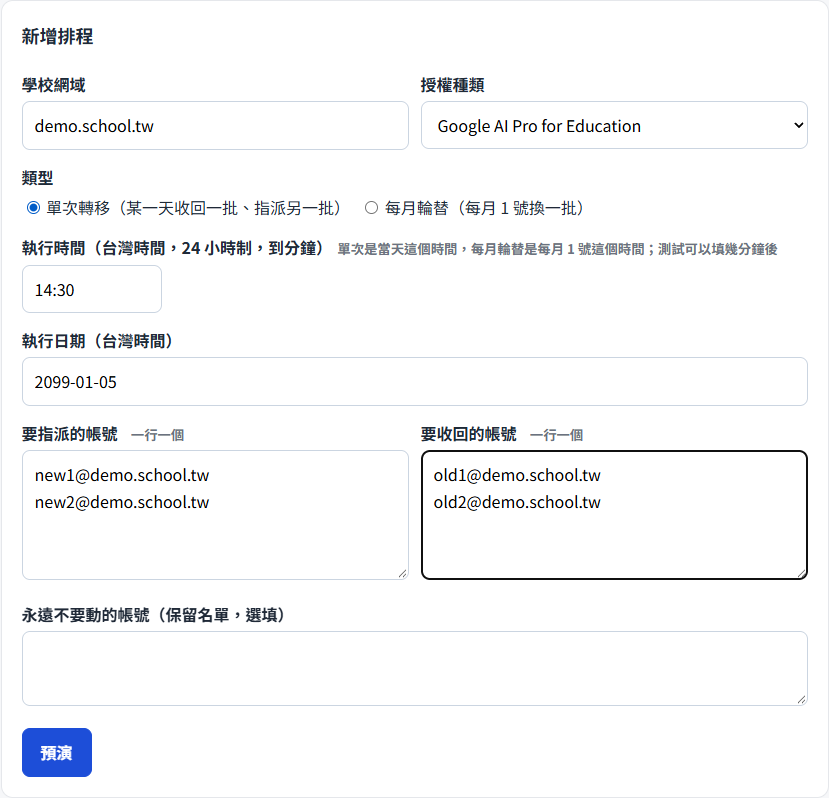 新增排程
學校網域
授權種類
demo.school.tw
Google AI Pro for Education
類型
單次轉移（某一天收回一批、指派另一批）
每月輪替（每月 1 號換一批）
執行時間（台灣時間，24 小時制，到分鐘） 單次是當天這個時間，每月輪替是每月 1 號這個時間；測試可以填幾分鐘後
14:30
執行日期（台灣時間）
2099-01-05
要指派的帳號 一行一個
要收回的帳號 一行一個
new1@demo.school.tw
new2@demo.school.tw
old1@demo.school.tw
old2@demo.school.tw
永遠不要動的帳號（保留名單，選填）
預演